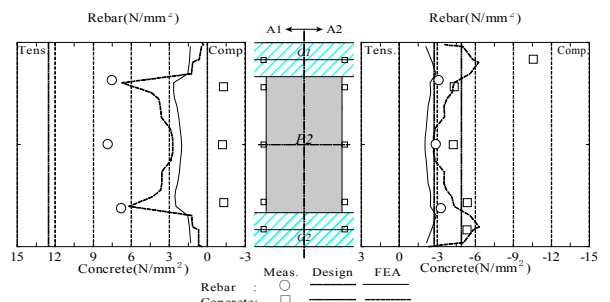 Rebar(N/mm²)
A1 A2
Rebar(N/mm²)
Tens. Comp.
G1
Tens. Comp.
P2
G2
15 12 9 6 3 0 -3
3 0 -3 -6 -9 -12 -15
Concrete(N/mm²)
Concrete(N/mm²)
Meas. Design FEA
Rebar :
Concrete: